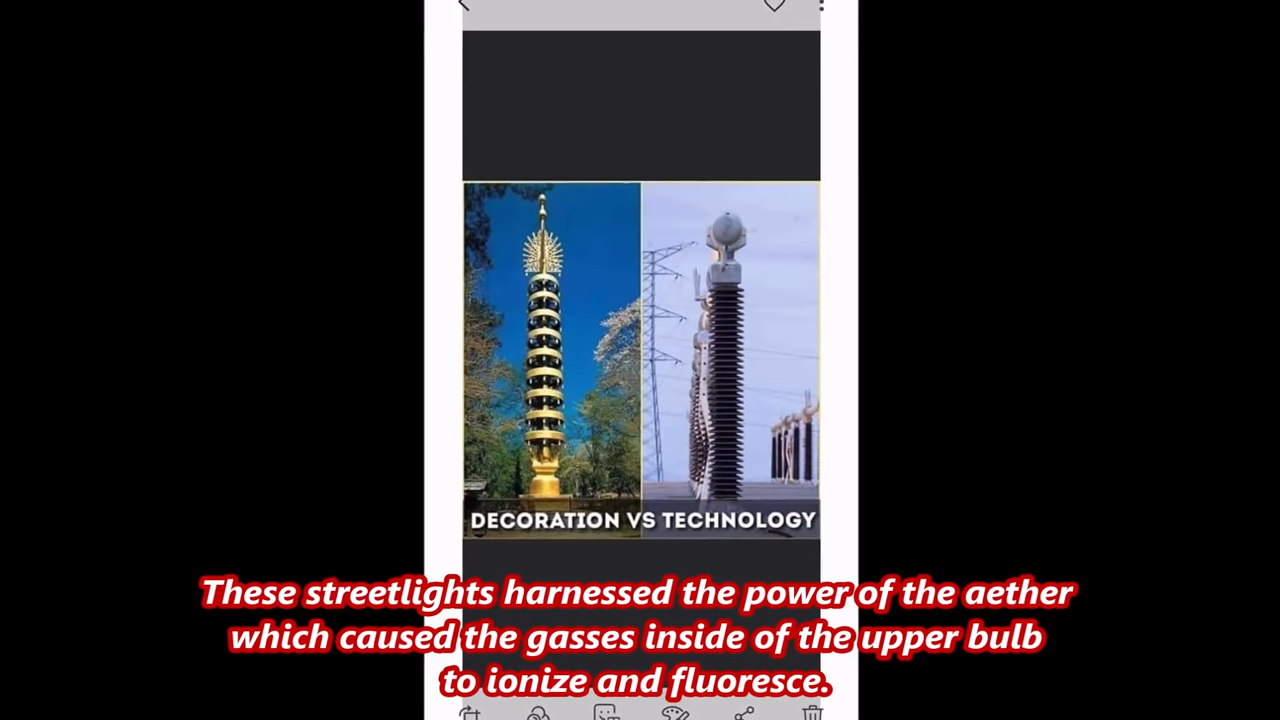 DECORATION VS TECHNOLOGY
These streetlights harnessed the power of the aether
which caused the gasses inside of the upper bulb
to ionize and fluoresce.